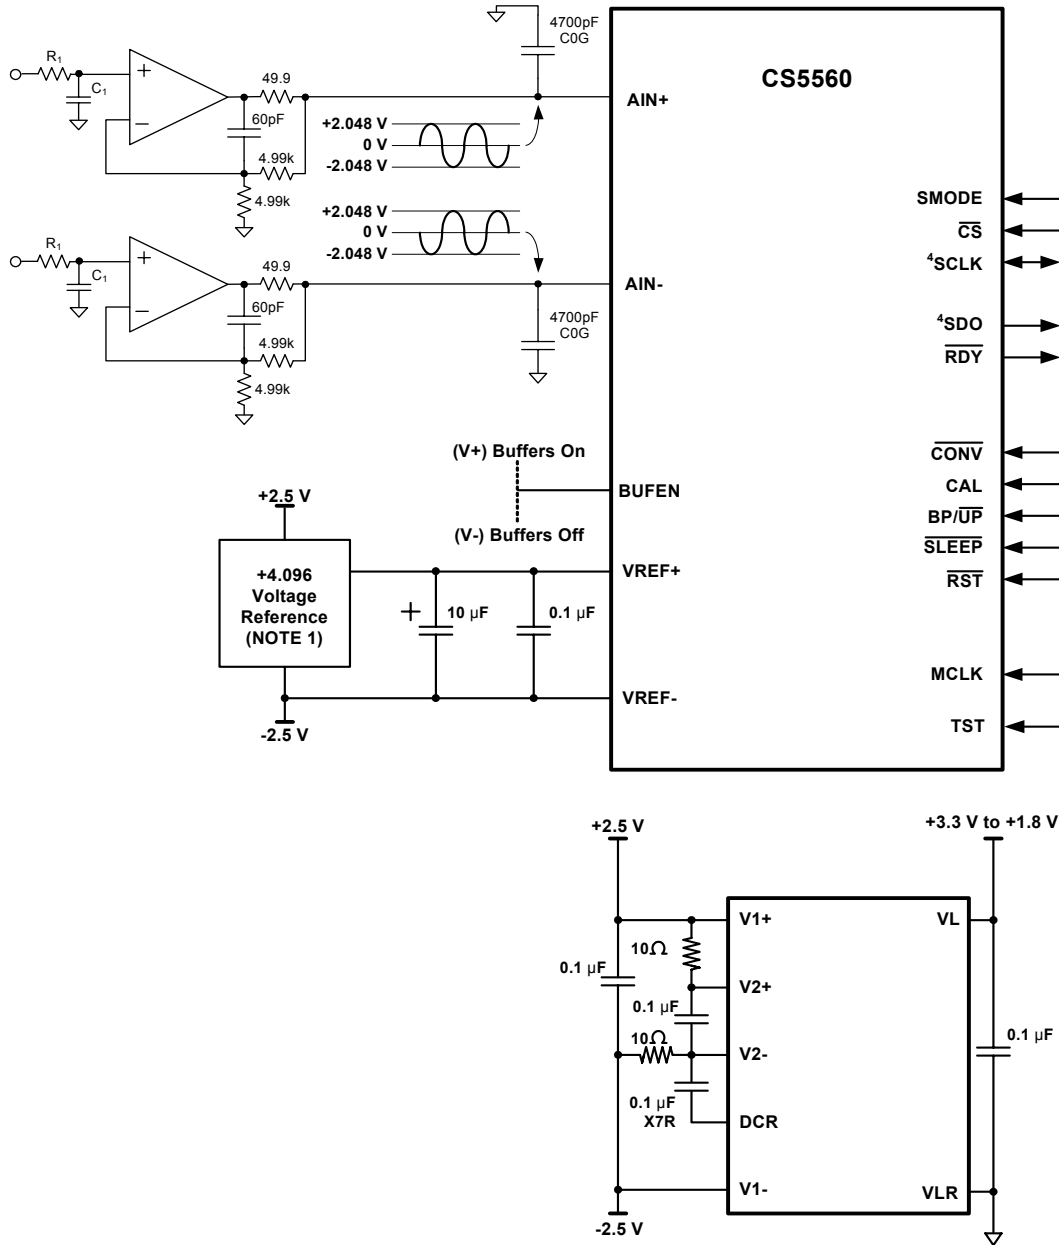 4700pF
C0G
R1
C1
49.9
60pF
4.99k
4.99k
+2.048 V
0 V
-2.048 V
AIN+
CS5560
+2.048 V
0 V
-2.048 V
R1
C1
49.9
60pF
4.99k
4.99k
4700pF
C0G
AIN-
SMODE
CS
4SCLK
4SDO
RDY
(V+) Buffers On
BUFEN
(V-) Buffers Off
CONV
CAL
BP/UP
SLEEP
RST
MCLK
TST
+2.5 V
+4.096
Voltage
Reference
(NOTE 1)
-2.5 V
+
10 µF
0.1 µF
VREF+
VREF-
+2.5 V
+3.3 V to +1.8 V
V1+
VL
10Ω
0.1 µF
V2+
0.1 µF
10Ω
V2-
0.1 µF
0.1 µF
X7R
DCR
V1-
VLR
-2.5 V